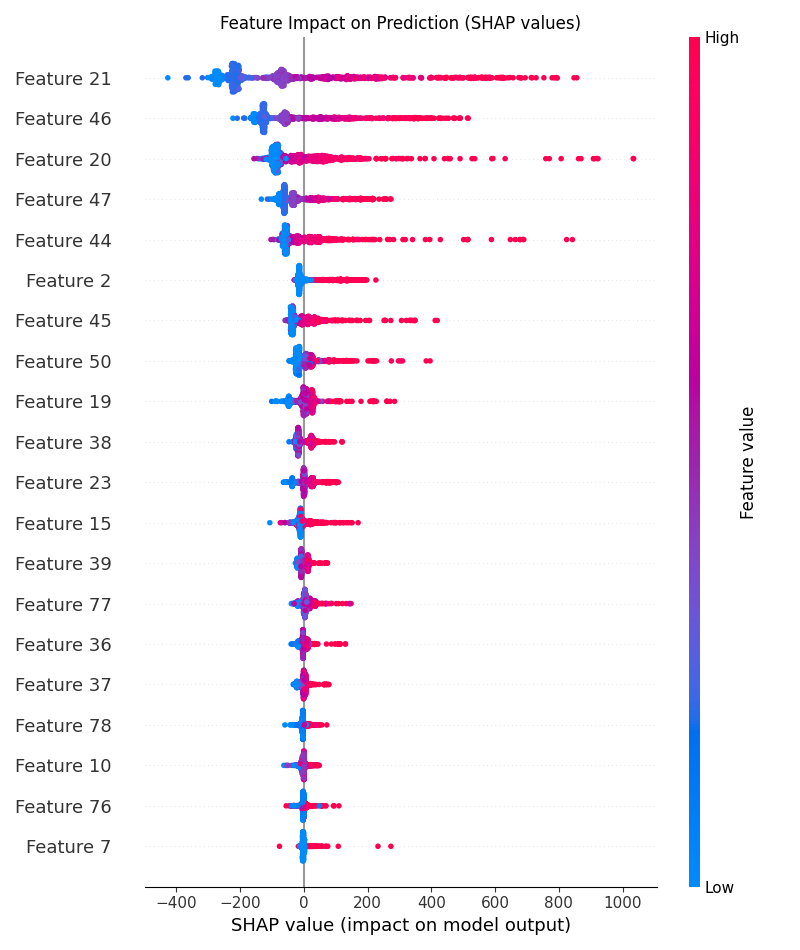 Feature Impact on Prediction (SHAP values)
High
Feature 21
Feature 46
Feature 20
Feature 47
Feature 44
Feature 2
Feature 45
Feature 50
Feature 19
Feature 38
Feature 23
Feature 15
Feature 39
Feature 77
Feature 36
Feature 37
Feature 78
Feature 10
Feature 76
Feature 7
Feature value
Low
−400 −200 0 200 400 600 800 1000
SHAP value (impact on model output)